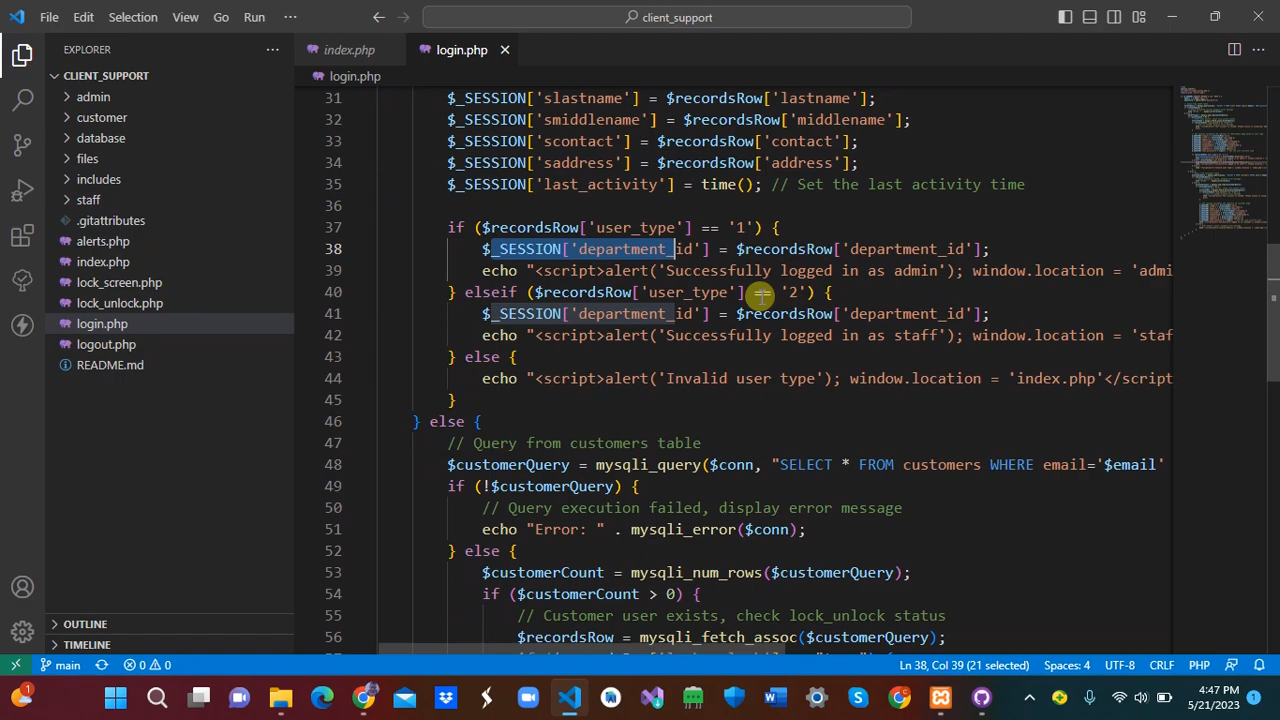 File Edit Selection View Go Run ··· client_support
EXPLORER ···
index.php login.php
CLIENT_SUPPORT
login.php
admin
customer
database
files
includes
staff
.gitattributes
alerts.php
index.php
lock_screen.php
lock_unlock.php
login.php
logout.php
README.md
OUTLINE
TIMELINE
31 $_SESSION['slastname'] = $recordsRow['lastname'];
32 $_SESSION['smiddlename'] = $recordsRow['middlename'];
33 $_SESSION['scontact'] = $recordsRow['contact'];
34 $_SESSION['saddress'] = $recordsRow['address'];
35 $_SESSION['last_activity'] = time(); // Set the last activity time
36
37 if ($recordsRow['user_type'] == '1') {
38 $_SESSION['department_id'] = $recordsRow['department_id'];
39 echo "<script>alert('Successfully logged in as admin'); window.location = 'admi
40 } elseif ($recordsRow['user_type'] == '2') {
41 $_SESSION['department_id'] = $recordsRow['department_id'];
42 echo "<script>alert('Successfully logged in as staff'); window.location = 'staf
43 } else {
44 echo "<script>alert('Invalid user type'); window.location = 'index.php'</script
45 }
46 } else {
47 // Query from customers table
48 $customerQuery = mysqli_query($conn, "SELECT * FROM customers WHERE email='$email'
49 if (!$customerQuery) {
50 // Query execution failed, display error message
51 echo "Error: " . mysqli_error($conn);
52 } else {
53 $customerCount = mysqli_num_rows($customerQuery);
54 if ($customerCount > 0) {
55 // Customer user exists, check lock_unlock status
56 $recordsRow = mysqli_fetch_assoc($customerQuery);
main 0 0 Ln 38, Col 39 (21 selected) Spaces: 4 UTF-8 CRLF PHP
4:47 PM
5/21/2023